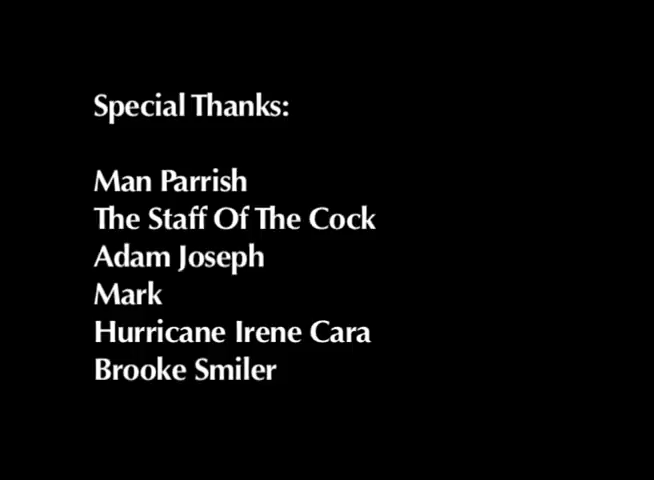 Special Thanks:
Man Parrish
The Staff Of The Cock
Adam Joseph
Mark
Hurricane Irene Cara
Brooke Smiler